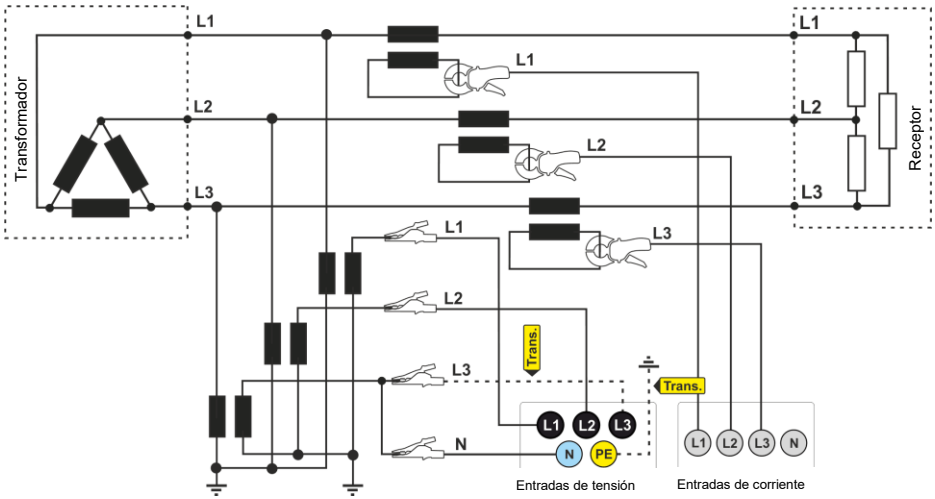 Transformador
L1
L2
L3
L1
L2
L3
L1
L2
L3
Receptor
L1
L2
L3
N
Trans.
Trans.
L1
L2
L3
N
PE
Entradas de tensión
L1
L2
L3
N
Entradas de corriente